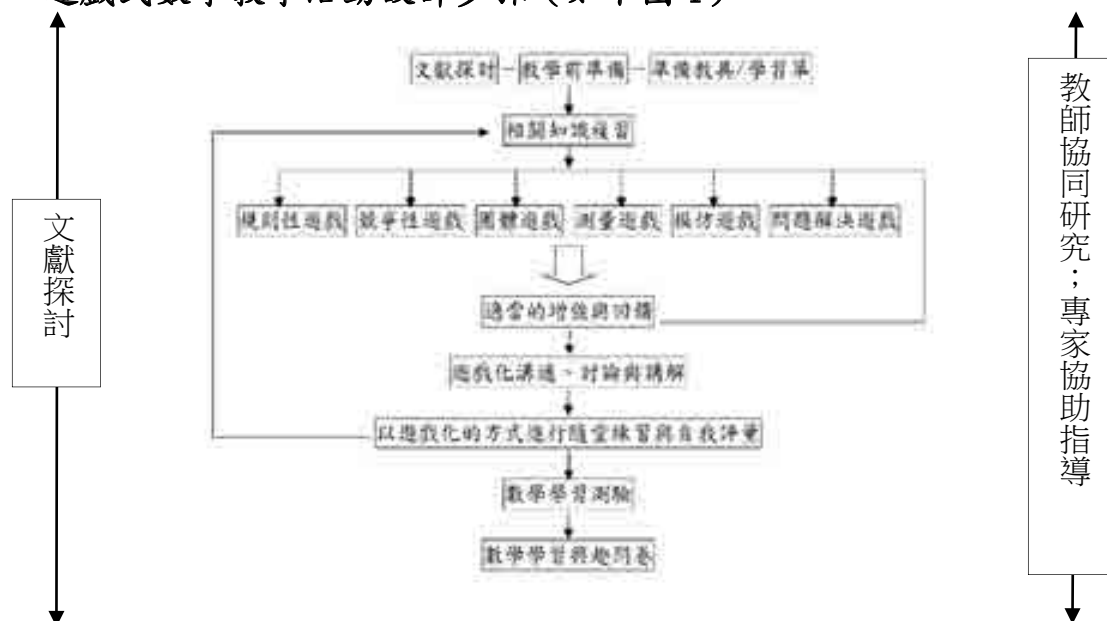 遊戲式數學教學活動設計步驟(如下圖1)
文獻探討
教學前準備
準備教具/學習單
相關知識複習
規則性遊戲
競爭性遊戲
團體遊戲
測量遊戲
模仿遊戲
問題解決遊戲
適當的增強與回饋
遊戲化溝通、討論與講解
以遊戲化的方式進行隨堂練習與自我評量
數學學習測驗
數學學習興趣問卷
文獻探討
教師協同研究;專家協助指導